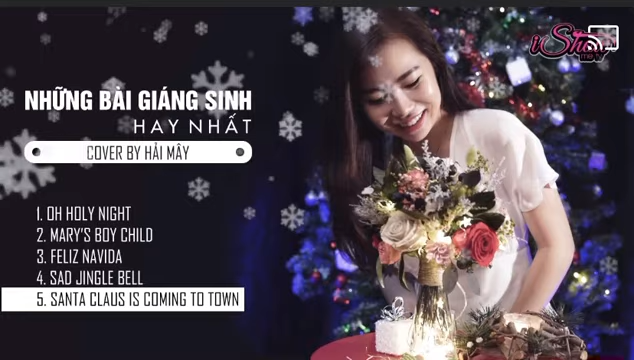 NHỮNG BÀI GIÁNG SINH
HAY NHẤT
COVER BY HẢI MÂY
1. OH HOLY NIGHT
2. MARY'S BOY CHILD
3. FELIZ NAVIDA
4. SAD JINGLE BELL
5. SANTA CLAUS IS COMING TO TOWN